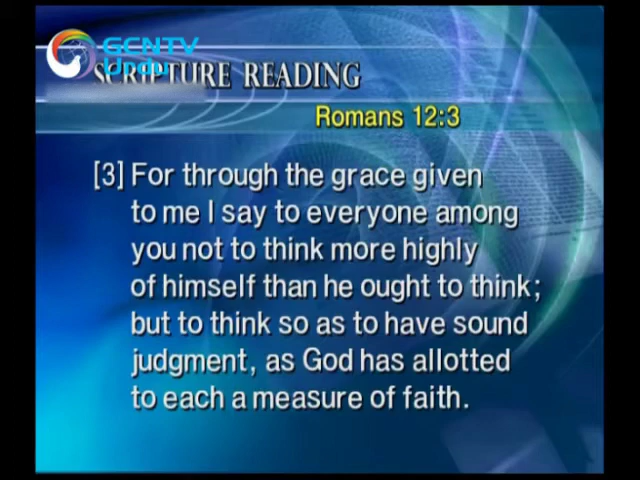 GCNTV
Urdu
SCRIPTURE READING
Romans 12:3
[3] For through the grace given
to me I say to everyone among
you not to think more highly
of himself than he ought to think;
but to think so as to have sound
judgment, as God has allotted
to each a measure of faith.